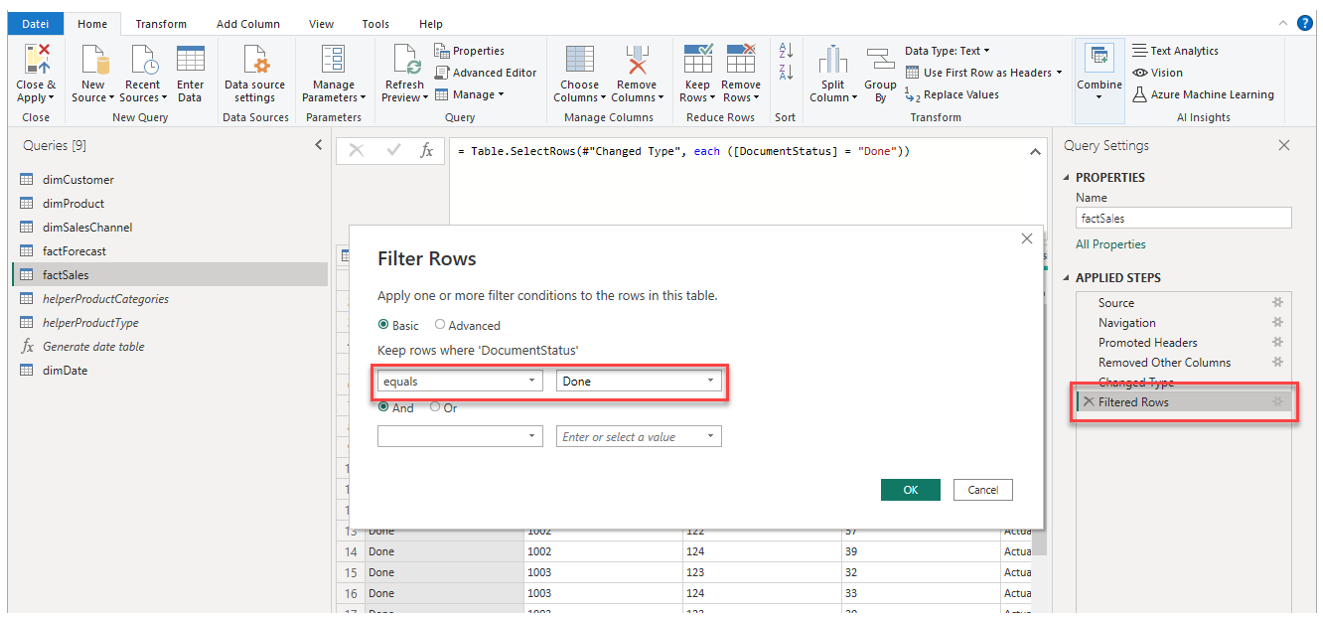 Datei Home Transform Add Column View Tools Help
Close & Apply
New Source
Recent Sources
Enter Data
Data source settings
Manage Parameters
Refresh Preview
Properties
Advanced Editor
Manage
Choose Columns
Remove Columns
Keep Rows
Remove Rows
Split Column
Group By
Data Type: Text
Use First Row as Headers
Replace Values
Combine
Text Analytics
Vision
Azure Machine Learning
Close New Query Data Sources Parameters Query Manage Columns Reduce Rows Sort Transform AI Insights
Queries [9]
dimCustomer
dimProduct
dimSalesChannel
factForecast
factSales
helperProductCategories
helperProductType
fx Generate date table
dimDate
fx = Table.SelectRows(#"Changed Type", each ([DocumentStatus] = "Done"))
Filter Rows
Apply one or more filter conditions to the rows in this table.
Basic Advanced
Keep rows where 'DocumentStatus'
equals Done
And Or
Enter or select a value
OK Cancel
13 Done 1002 122 37 Actua
14 Done 1002 124 39 Actua
15 Done 1003 123 32 Actua
16 Done 1003 124 33 Actua
Query Settings
PROPERTIES
Name
factSales
All Properties
APPLIED STEPS
Source
Navigation
Promoted Headers
Removed Other Columns
Changed Type
Filtered Rows